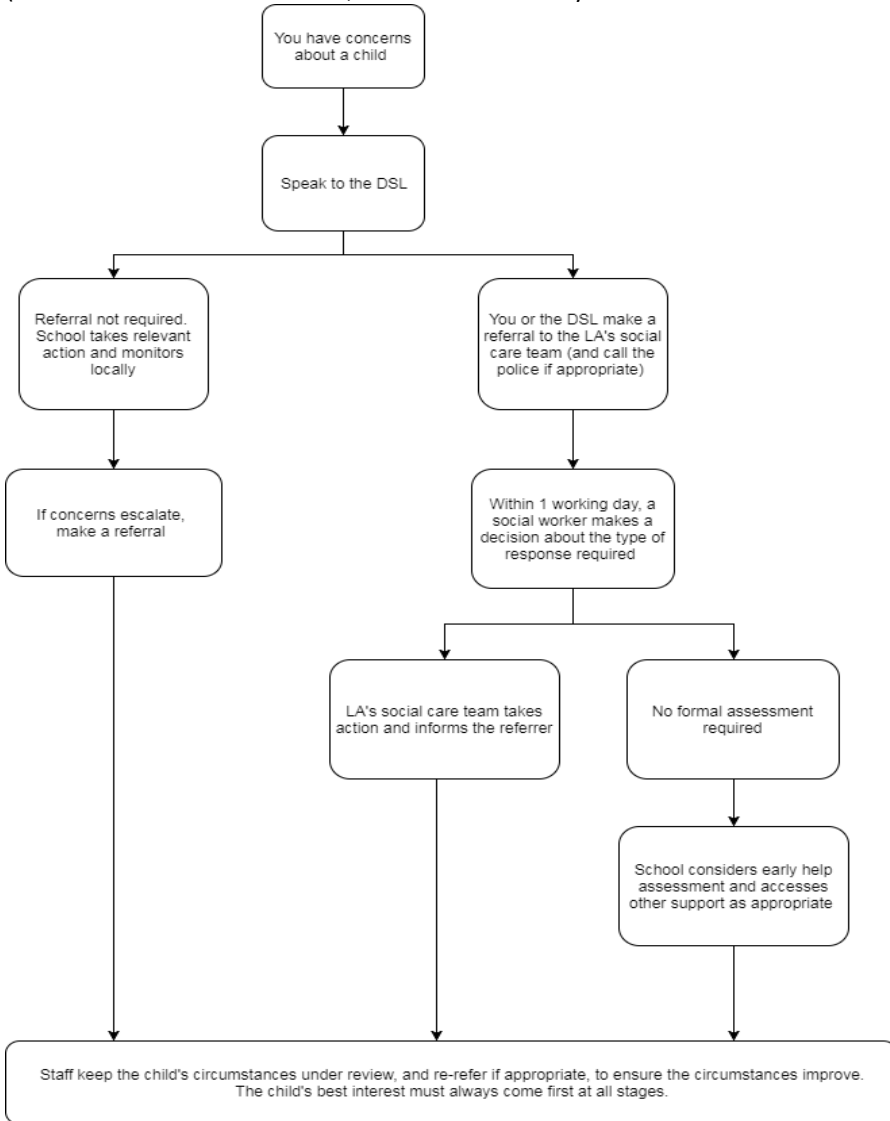 You have concerns
about a child
Speak to the DSL
Referral not required.
School takes relevant
action and monitors
locally
You or the DSL make a
referral to the LA's social
care team (and call the
police if appropriate)
If concerns escalate,
make a referral
Within 1 working day, a
social worker makes a
decision about the type of
response required
LA's social care team takes
action and informs the referrer
No formal assessment
required
School considers early help
assessment and accesses
other support as appropriate
Staff keep the child's circumstances under review, and re-refer if appropriate, to ensure the circumstances improve.
The child's best interest must always come first at all stages.